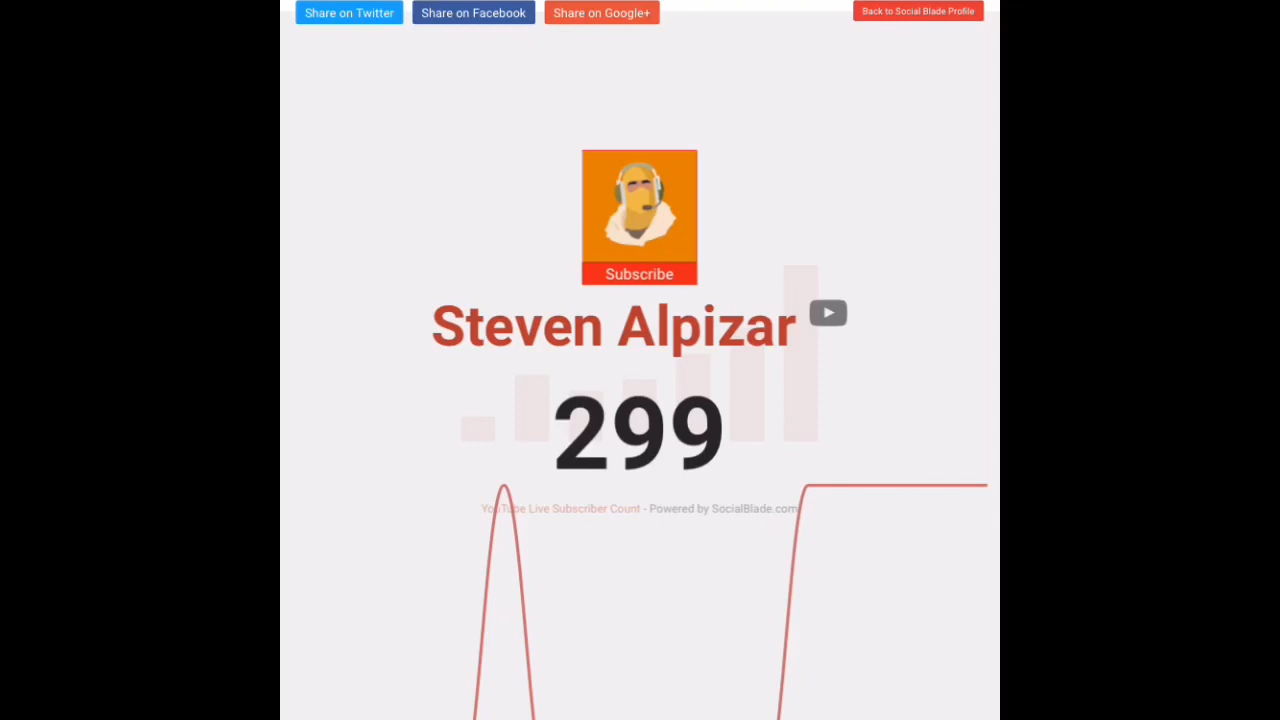 Share on Twitter
Share on Facebook
Share on Google+
Back to Social Blade Profile
Subscribe
Steven Alpizar
299
YouTube Live Subscriber Count - Powered by SocialBlade.com